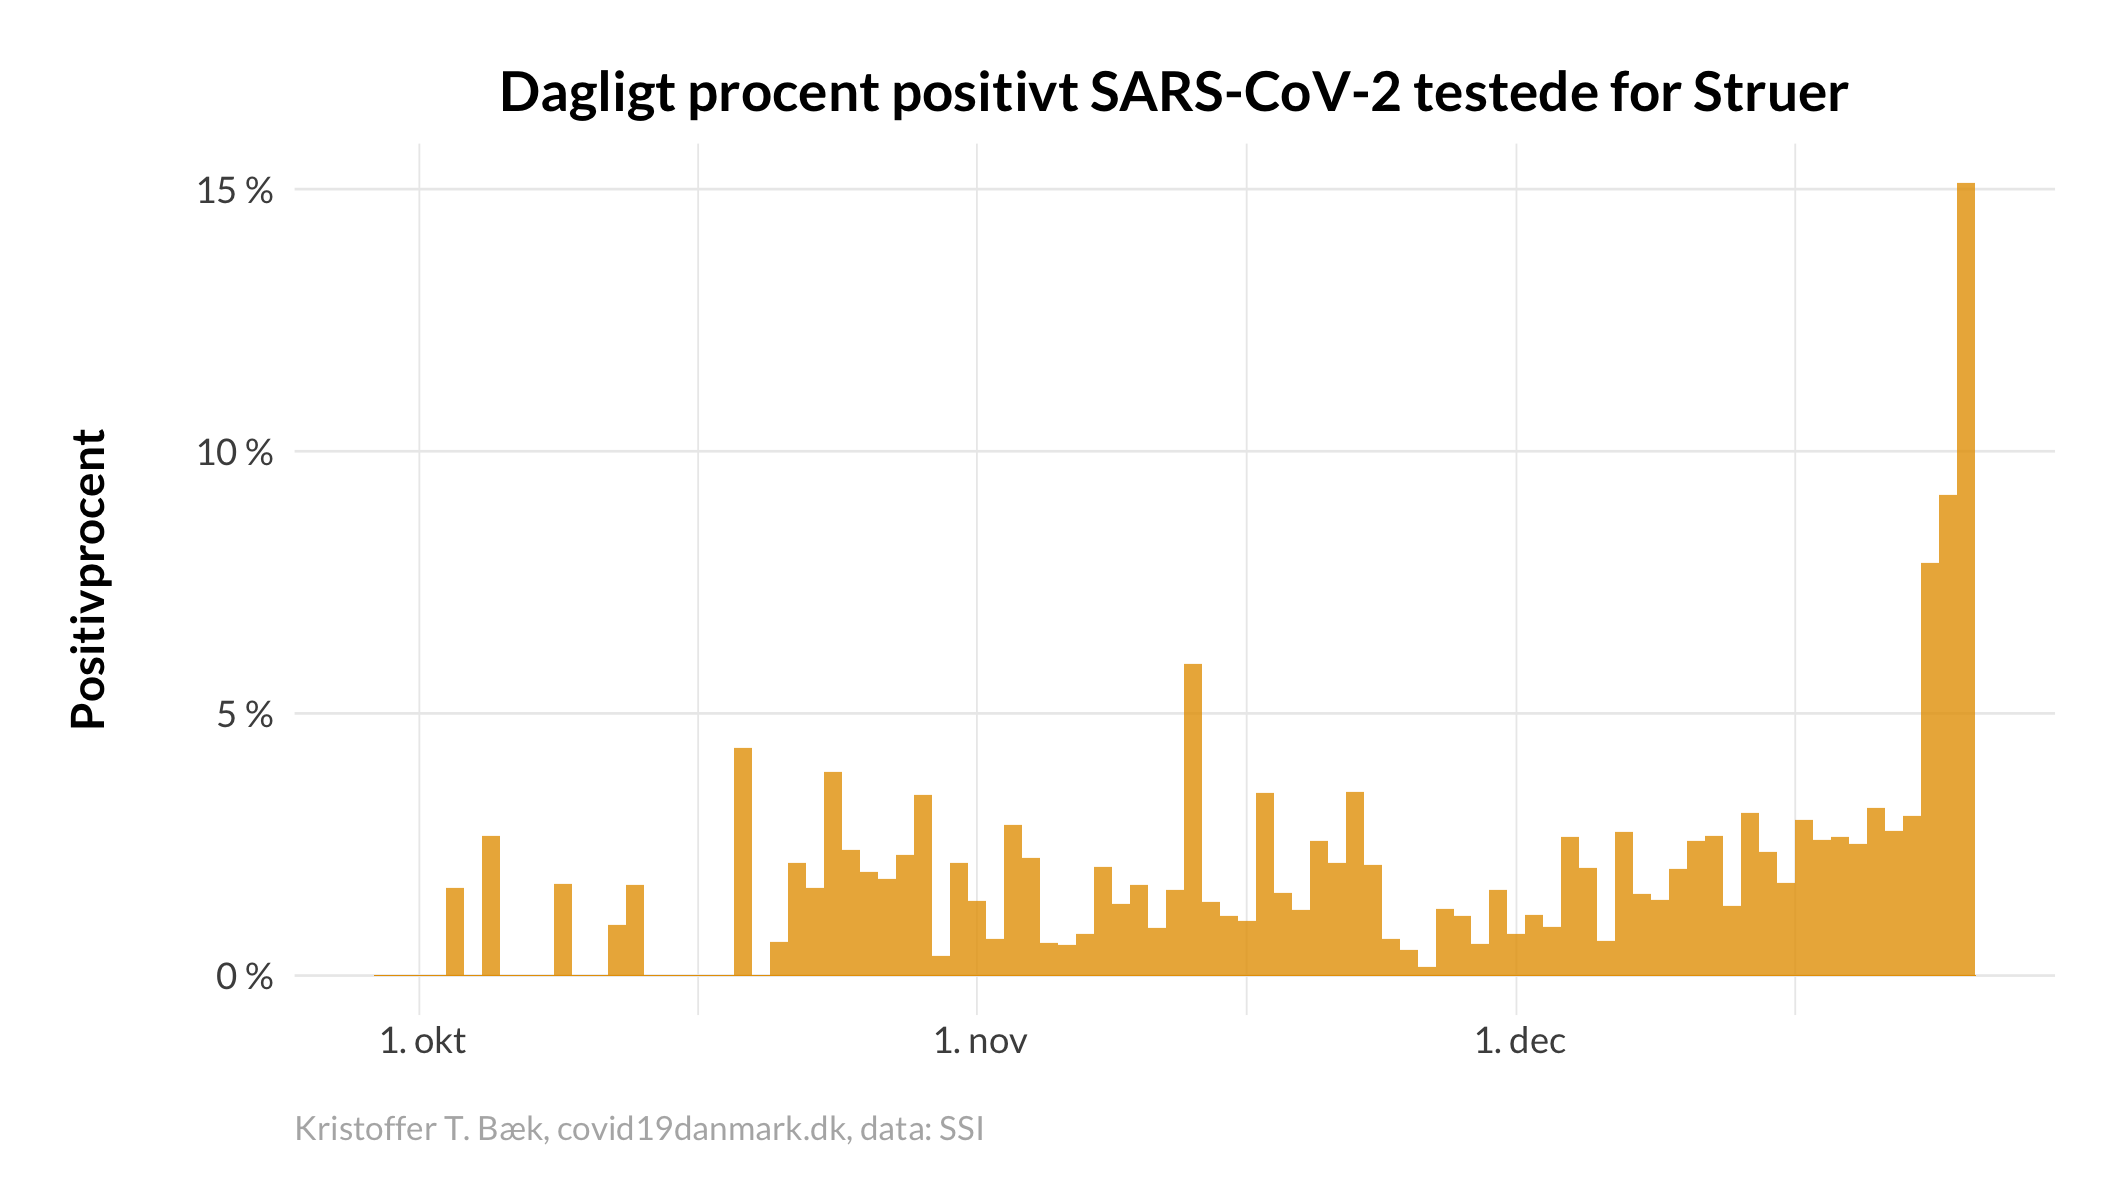 Dagligt procent positivt SARS-CoV-2 testede for Struer
Positivprocent
15 %
10 %
5 %
0 %
1. okt
1. nov
1. dec
Kristoffer T. Bæk, covid19danmark.dk, data: SSI